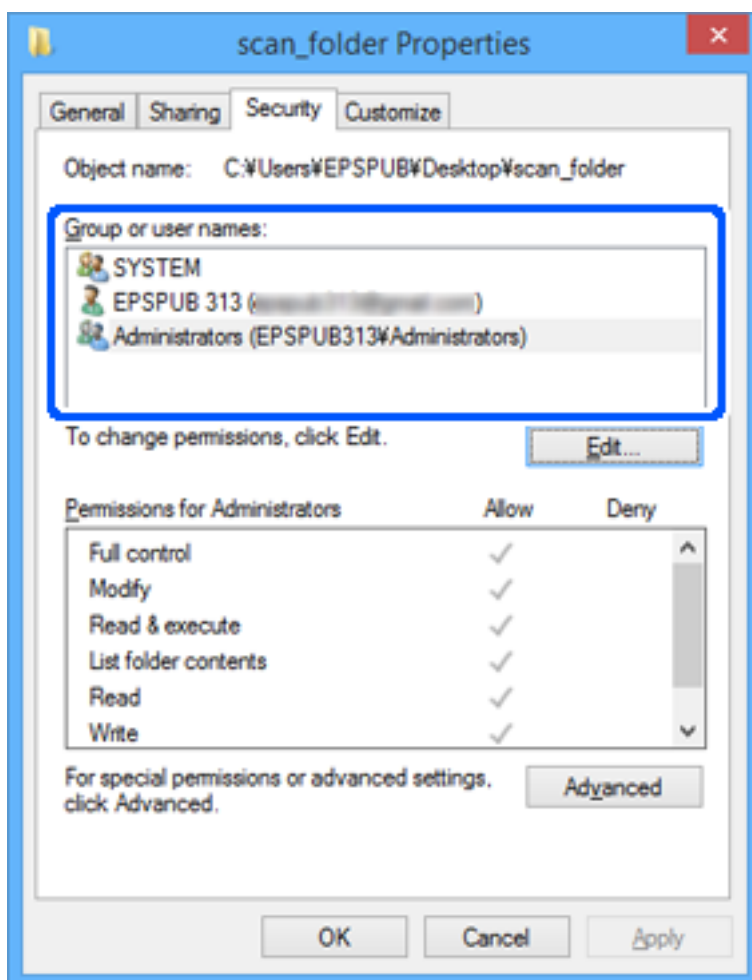 scan_folder Properties
General Sharing Security Customize
Object name: C:¥Users¥EPSPUB¥Desktop¥scan_folder
Group or user names:
SYSTEM
EPSPUB 313 ( )
Administrators (EPSPUB313¥Administrators)
To change permissions, click Edit.
Edit...
Permissions for Administrators Allow Deny
Full control
Modify
Read & execute
List folder contents
Read
Write
For special permissions or advanced settings,
click Advanced.
Advanced
OK Cancel Apply